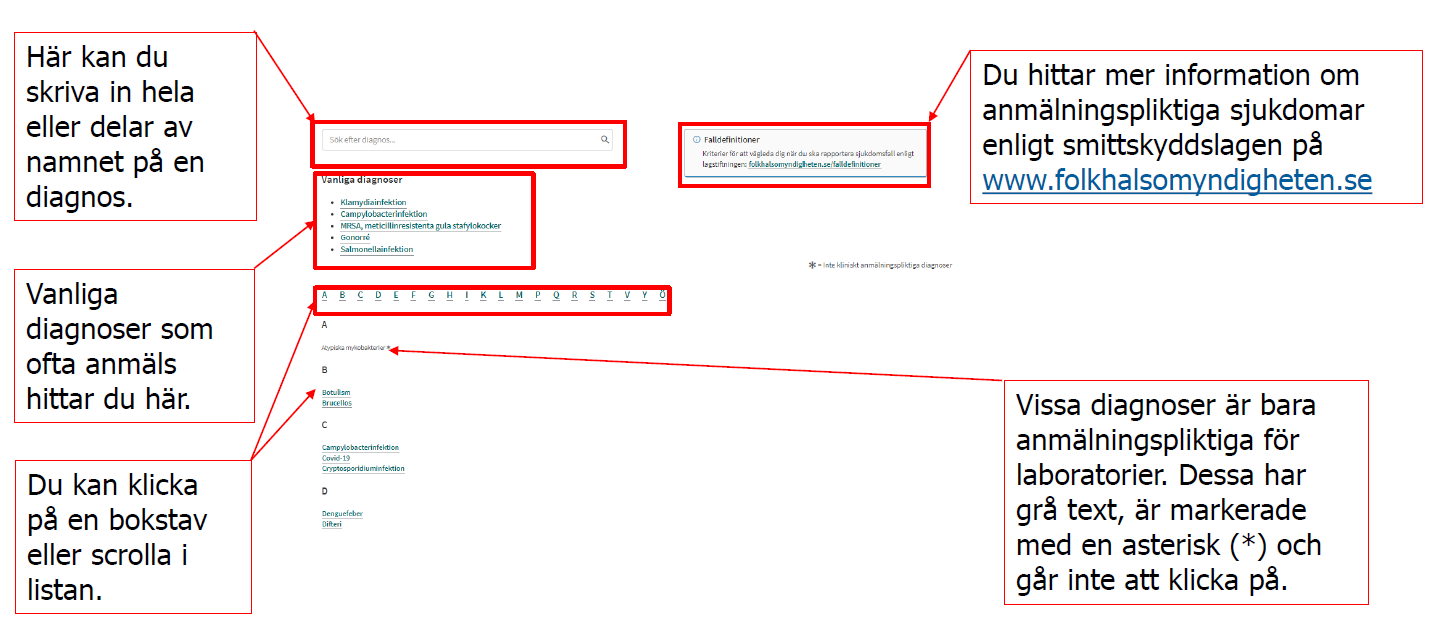 Här kan du
skriva in hela
eller delar av
namnet på en
diagnos.
Vanliga
diagnoser som
ofta anmäls
hittar du här.
Du kan klicka
på en bokstav
eller scrolla i
listan.
Sök efter diagnos...
Vanliga diagnoser
Klamydiainfektion
Campylobacterinfektion
MRSA, meticillinresistenta gula stafylokocker
Gonorré
Salmonellainfektion
A B C D E F G H I K L M P Q R S T V Y Ö
A
Atypiska mykobakterier *
B
Botulism
Brucellos
C
Campylobacterinfektion
Covid-19
Cryptosporidiuminfektion
D
Denguefeber
Difteri
Falldefinitioner
Kriterier för att vägleda dig när du ska rapportera sjukdomsfall enligt
lagstiftningen: folkhalsomyndigheten.se/falldefinitioner
* = Inte kliniskt anmälningspliktiga diagnoser
Du hittar mer information om
anmälningspliktiga sjukdomar
enligt smittskyddslagen på
www.folkhalsomyndigheten.se
Vissa diagnoser är bara
anmälningspliktiga för
laboratorier. Dessa har
grå text, är markerade
med en asterisk (*) och
går inte att klicka på.